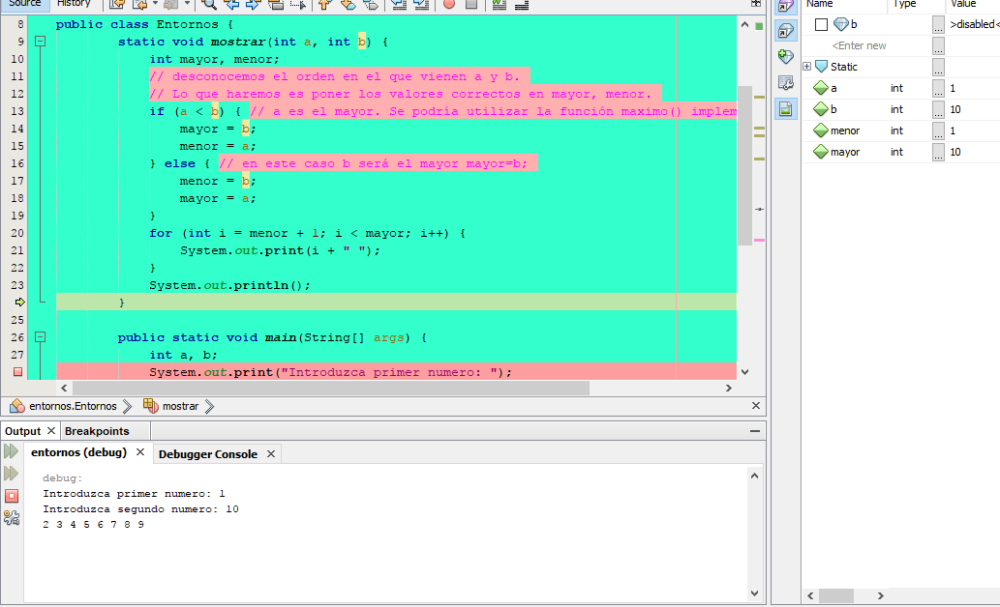 Source History
8 public class Entornos {
9 static void mostrar(int a, int b) {
10 int mayor, menor;
11 // desconocemos el orden en el que vienen a y b.
12 // Lo que haremos es poner los valores correctos en mayor, menor.
13 if (a < b) { // a es el mayor. Se podría utilizar la función maximo() implem
14 mayor = b;
15 menor = a;
16 } else { // en este caso b será el mayor mayor=b;
17 menor = b;
18 mayor = a;
19 }
20 for (int i = menor + 1; i < mayor; i++) {
21 System.out.print(i + " ");
22 }
23 System.out.println();
}
25
26 public static void main(String[] args) {
27 int a, b;
System.out.print("Introduzca primer numero: ");
entornos.Entornos mostrar
Output Breakpoints
entornos (debug) Debugger Console
debug:
Introduzca primer numero: 1
Introduzca segundo numero: 10
2 3 4 5 6 7 8 9
Name Type Value
b ... >disabled<
<Enter new ...
Static ...
a int ... 1
b int ... 10
menor int ... 1
mayor int ... 10